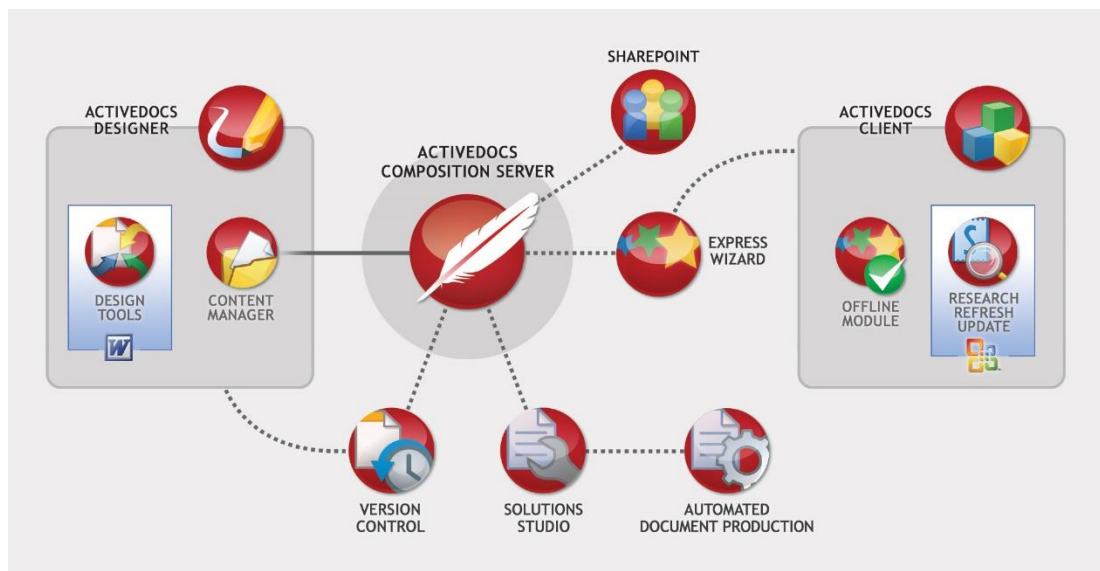 SHAREPOINT
ACTIVEDOCS
DESIGNER
ACTIVEDOCS
COMPOSITION SERVER
ACTIVEDOCS
CLIENT
DESIGN
TOOLS
W
CONTENT
MANAGER
EXPRESS
WIZARD
OFFLINE
MODULE
RESEARCH
REFRESH
UPDATE
VERSION
CONTROL
SOLUTIONS
STUDIO
AUTOMATED
DOCUMENT PRODUCTION